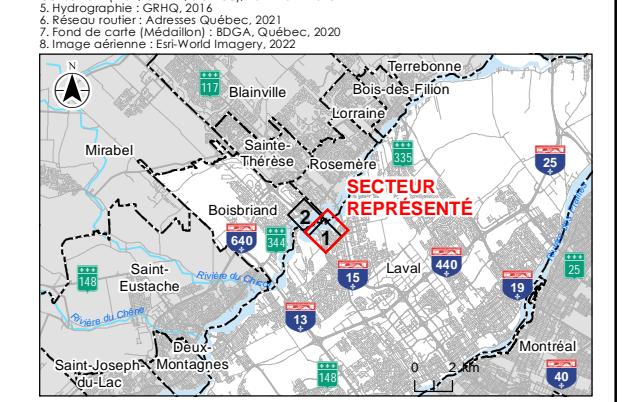 5. Hydrographie : GRHQ, 2016
6. Réseau routier : Adresses Québec, 2021
7. Fond de carte (Médaillon) : BDGA, Québec, 2020
8. Image aérienne : Esri-World Imagery, 2022
N
Terrebonne
117
Blainville
Bois-des-Filion
Lorraine
Mirabel
Sainte-
Thérèse
Rosemère
335
25
SECTEUR
REPRÉSENTÉ
Boisbriand
2
1
640
344
Laval
440
25
148
Saint-
Eustache
Rivière du Chicot
15
19
Rivière du Chêne
13
Deux-
Montagnes
Montréal
Saint-Joseph-
du-Lac
148
0 2 km
40